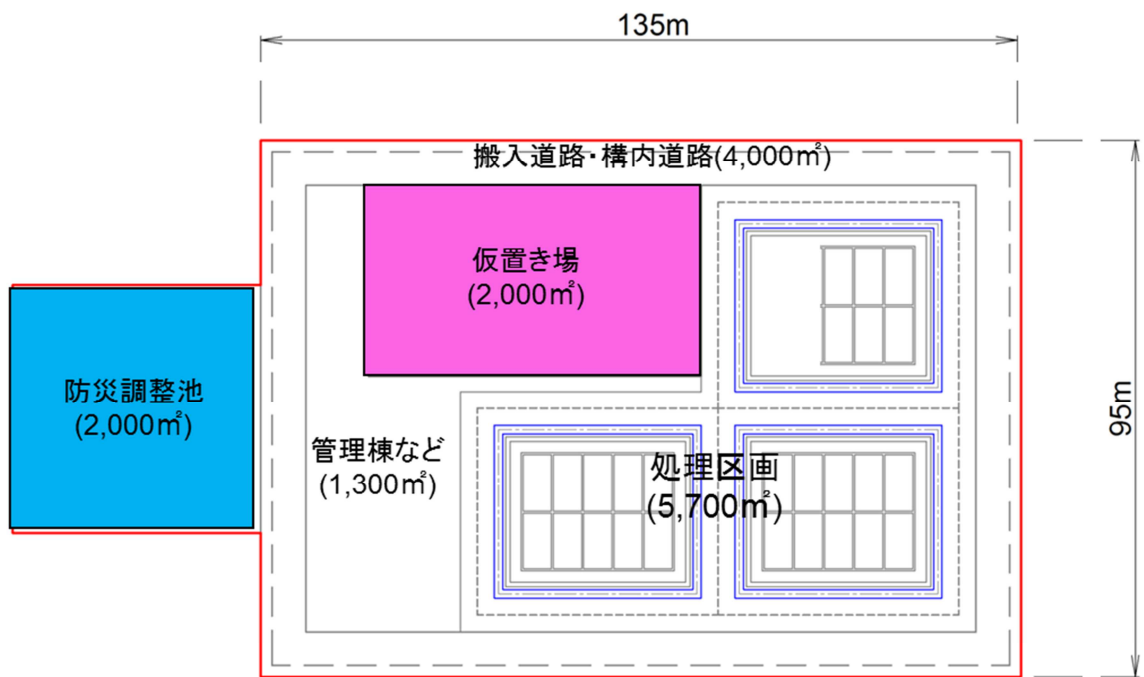 135m
搬入道路・構内道路(4,000㎡)
仮置き場
(2,000㎡)
防災調整池
(2,000㎡)
管理棟など
(1,300㎡)
処理区画
(5,700㎡)
95m